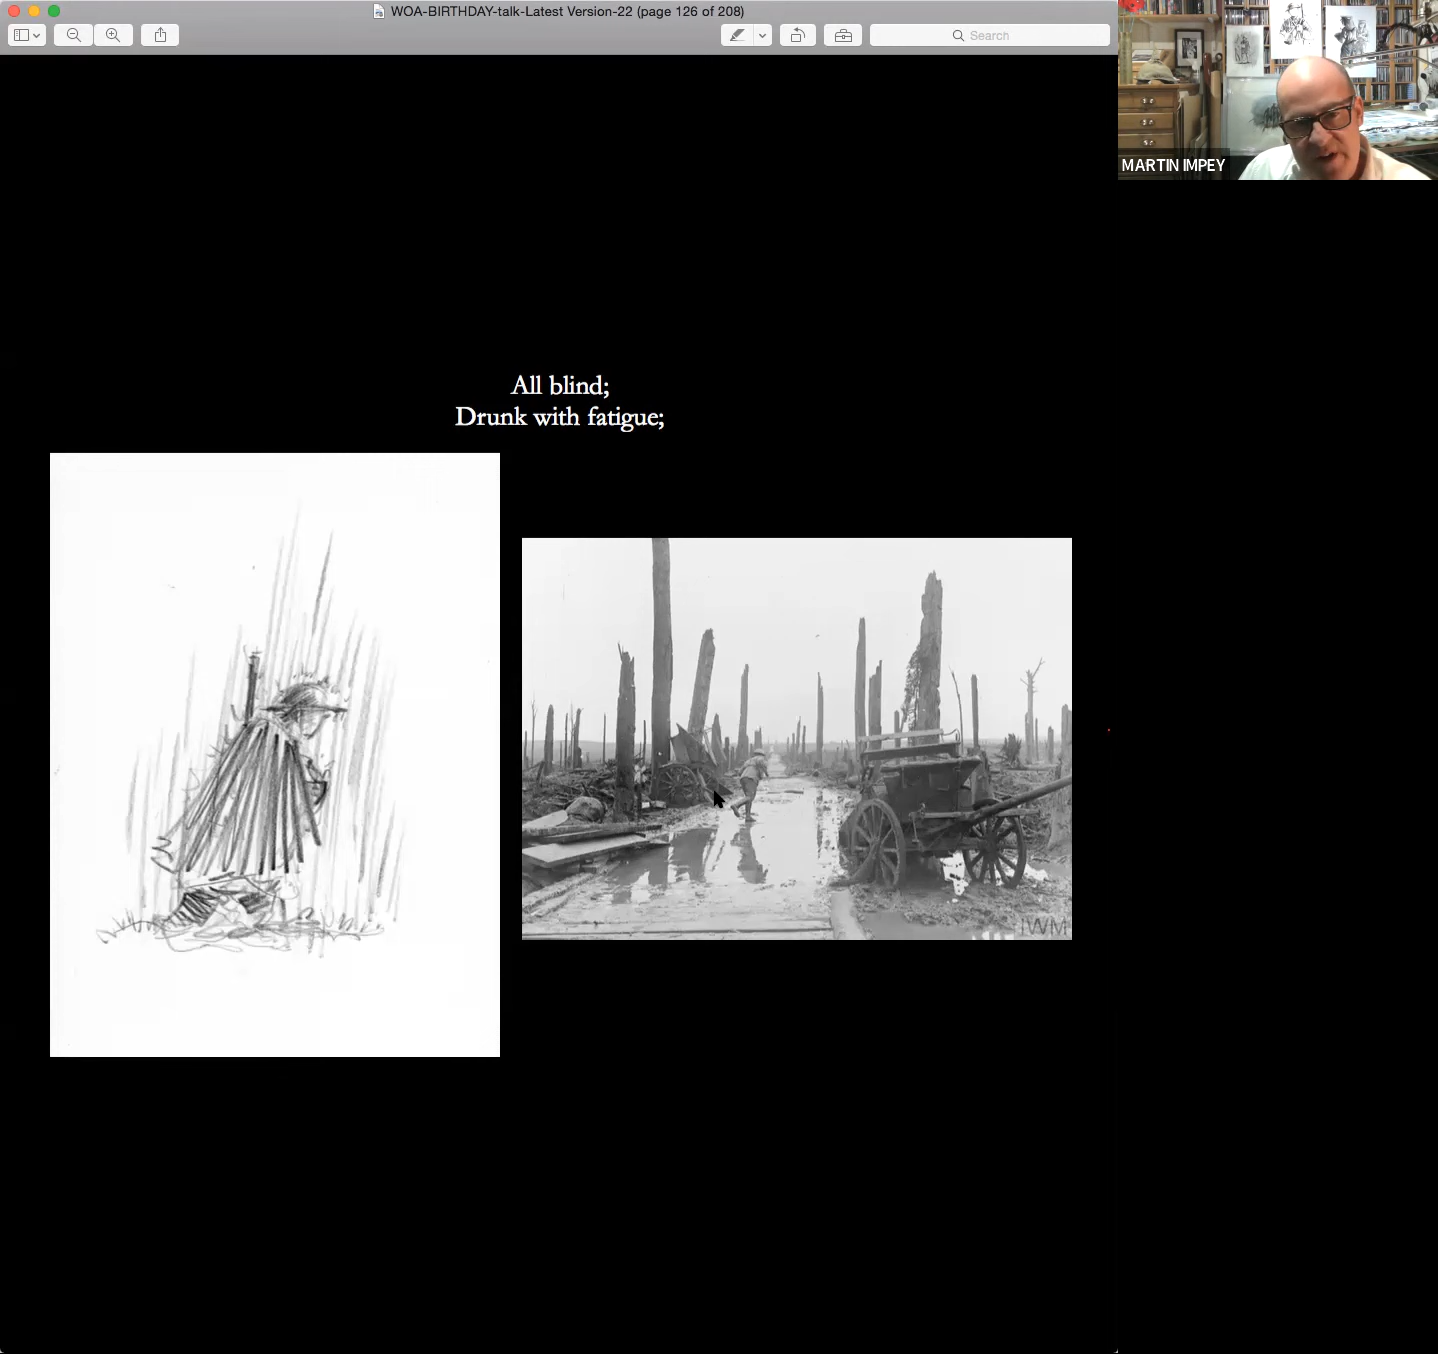 WOA-BIRTHDAY-talk-Latest Version-22 (page 126 of 208)
Search
MARTIN IMPEY
All blind;
Drunk with fatigue;
IWM